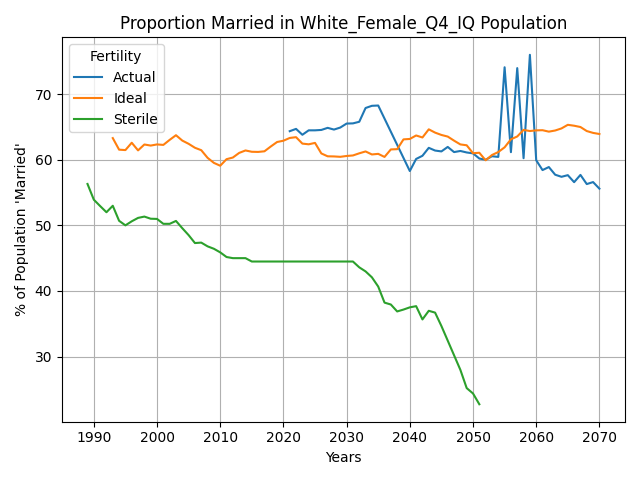 Proportion Married in White_Female_Q4_IQ Population
Fertility
Actual
Ideal
Sterile
% of Population 'Married'
70
60
50
40
30
1990
2000
2010
2020
2030
2040
2050
2060
2070
Years